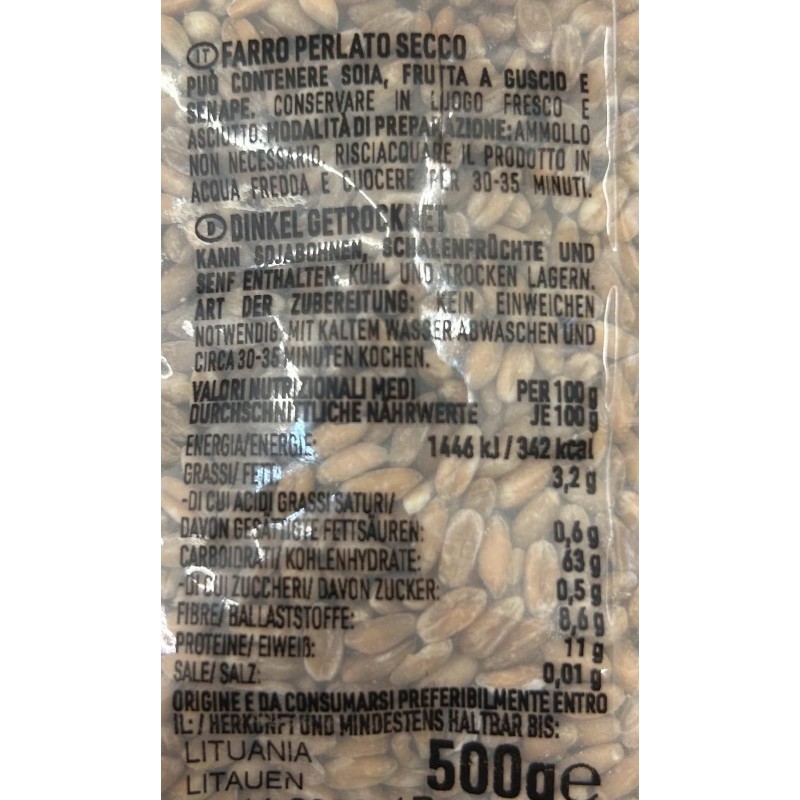 IT FARRO PERLATO SECCO
PUÒ CONTENERE SOIA, FRUTTA A GUSCIO E
SENAPE. CONSERVARE IN LUOGO FRESCO E
ASCIUTTO. MODALITÀ DI PREPARAZIONE: AMMOLLO
NON NECESSARIO, RISCIACQUARE IL PRODOTTO IN
ACQUA FREDDA E CUOCERE PER 30-35 MINUTI.
D DINKEL GETROCKNET
KANN SOJABOHNEN, SCHALENFRÜCHTE UND
SENF ENTHALTEN. KÜHL UND TROCKEN LAGERN.
ART DER ZUBEREITUNG: KEIN EINWEICHEN
NOTWENDIG. MIT KALTEM WASSER ABWASCHEN UND
CIRCA 30-35 MINUTEN KOCHEN.
VALORI NUTRIZIONALI MEDI PER 100 g
DURCHSCHNITTLICHE NÄHRWERTE JE 100 g
ENERGIA/ENERGIE: 1446 kJ / 342 kcal
GRASSI/ FETT: 3,2 g
-DI CUI ACIDI GRASSI SATURI/
DAVON GESÄTTIGTE FETTSÄUREN: 0,6 g
CARBOIDRATI/ KOHLENHYDRATE: 63 g
-DI CUI ZUCCHERI/ DAVON ZUCKER: 0,5 g
FIBRE/ BALLASTSTOFFE: 8,6 g
PROTEINE/ EIWEIß: 11 g
SALE/ SALZ: 0,01 g
ORIGINE E DA CONSUMARSI PREFERIBILMENTE ENTRO
IL: / HERKUNFT UND MINDESTENS HALTBAR BIS:
LITUANIA
LITAUEN 500g e